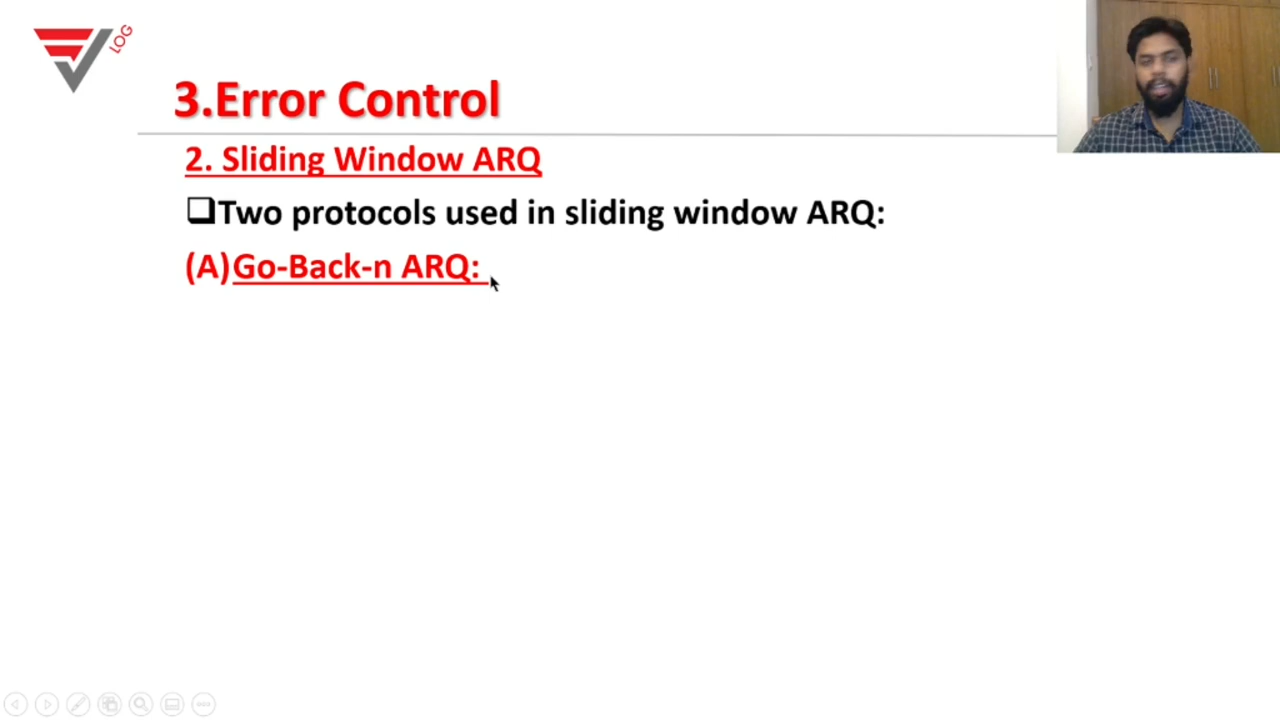 LOG
3.Error Control
2. Sliding Window ARQ
❑Two protocols used in sliding window ARQ:
(A)Go-Back-n ARQ: